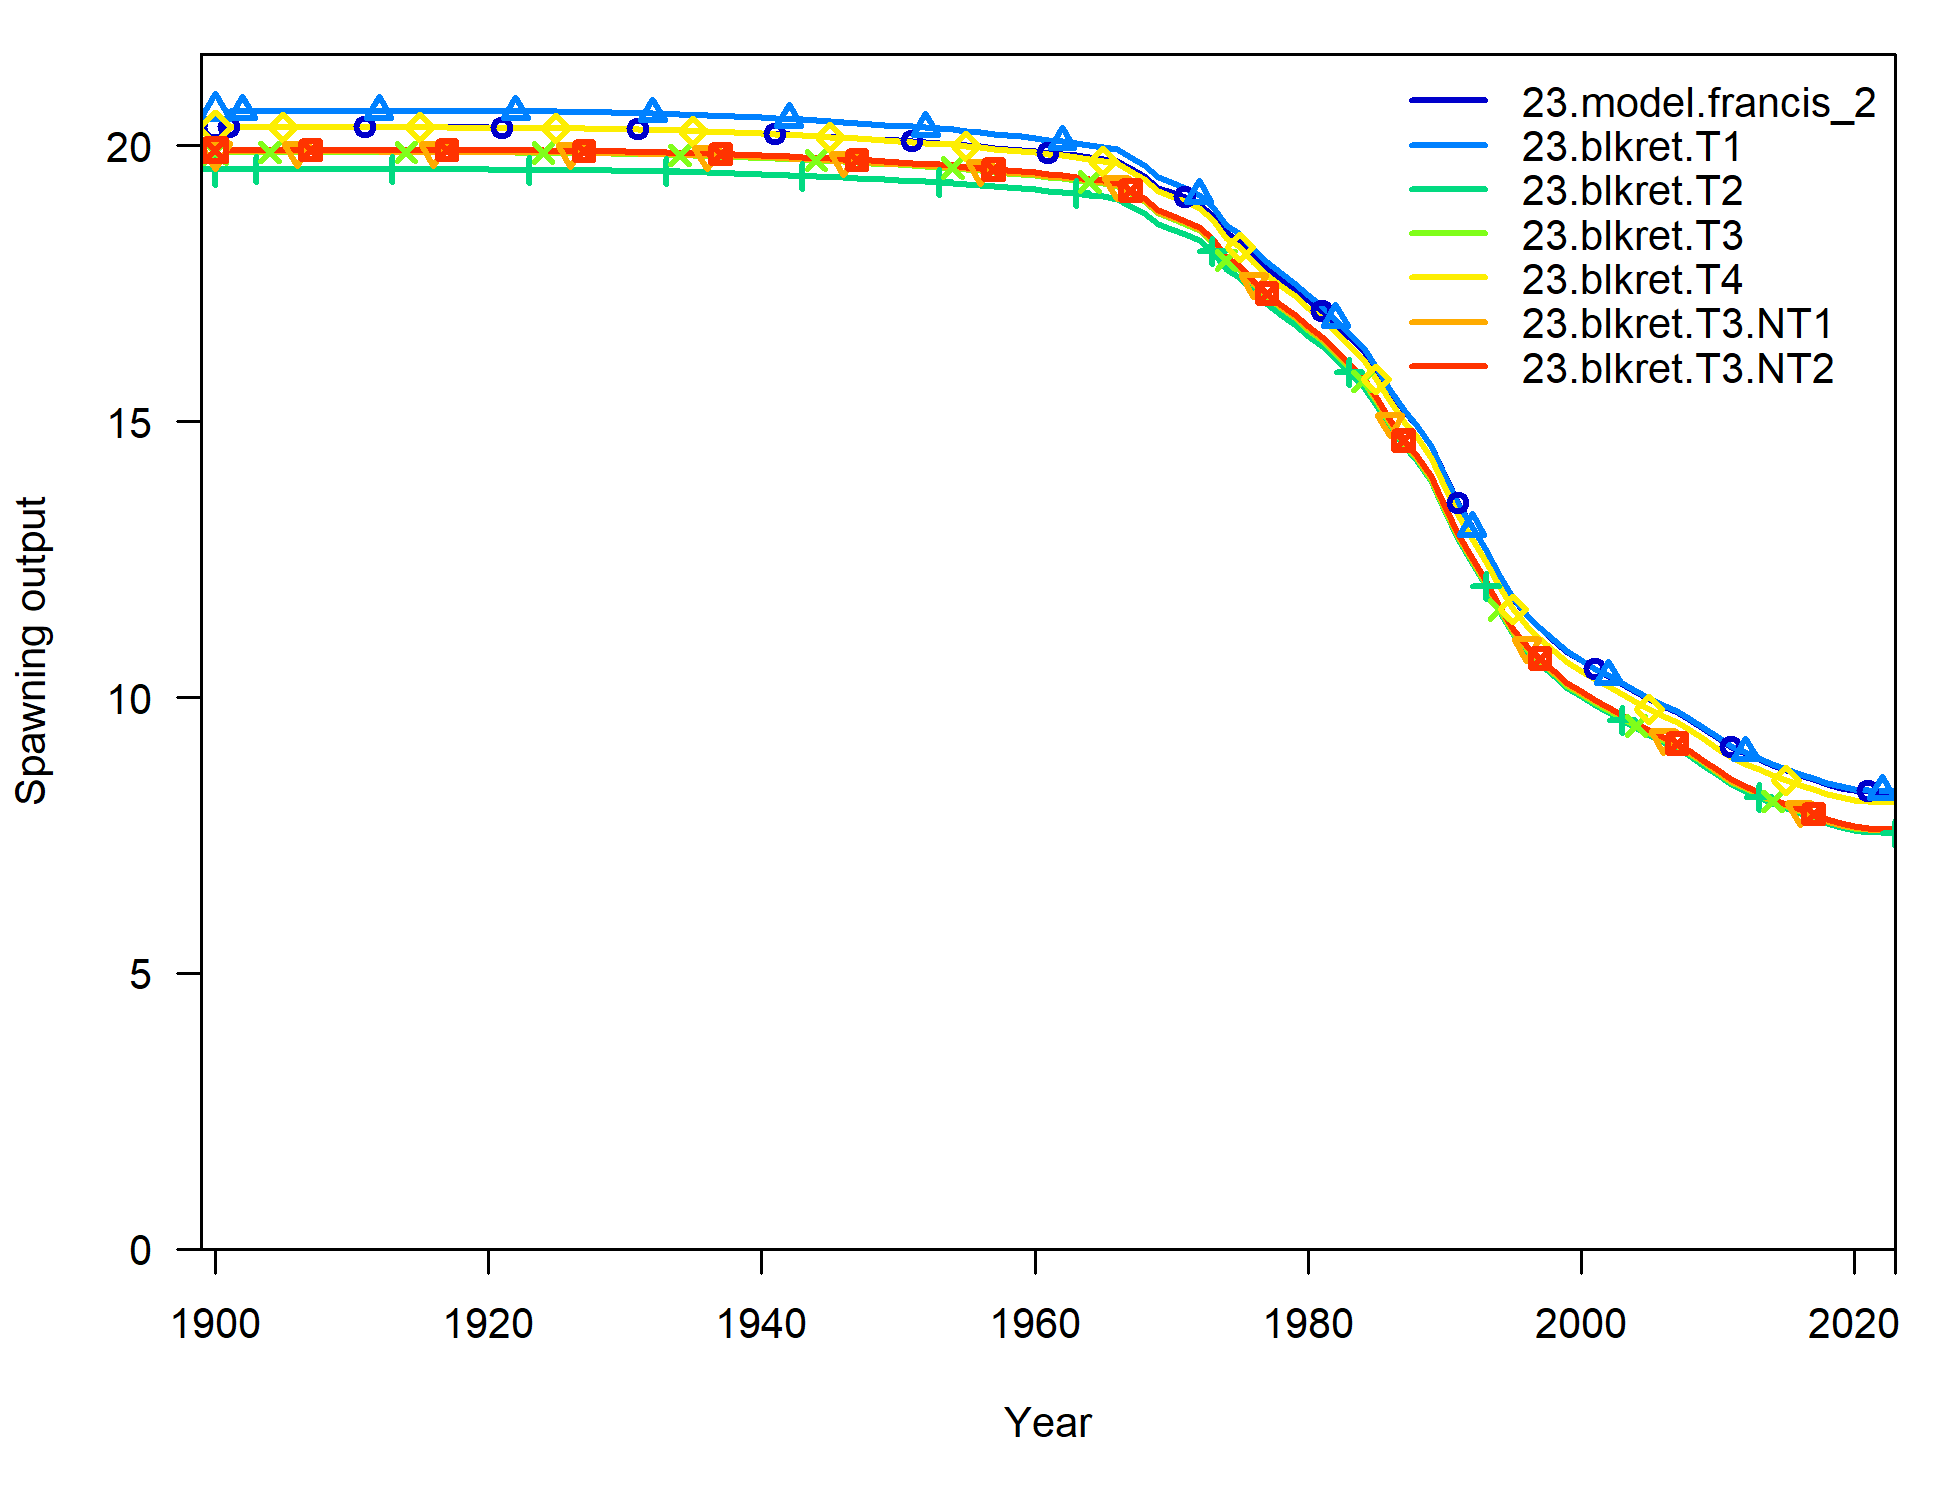 23.model.francis_2
23.blkret.T1
23.blkret.T2
23.blkret.T3
23.blkret.T4
23.blkret.T3.NT1
23.blkret.T3.NT2
20
15
10
5
0
Spawning output
1900 1920 1940 1960 1980 2000 2020
Year